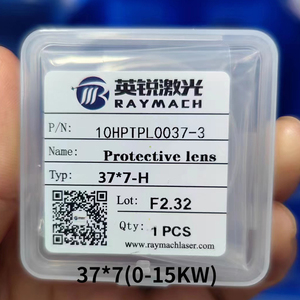 英锐激光
RAYMACH
P/N: 10HPTPL0037-3
Name: Protective lens
Typ: 37*7-H
Lot: F2.32
Qty: 1 PCS
www.raymachlaser.com
37*7(0-15KW)